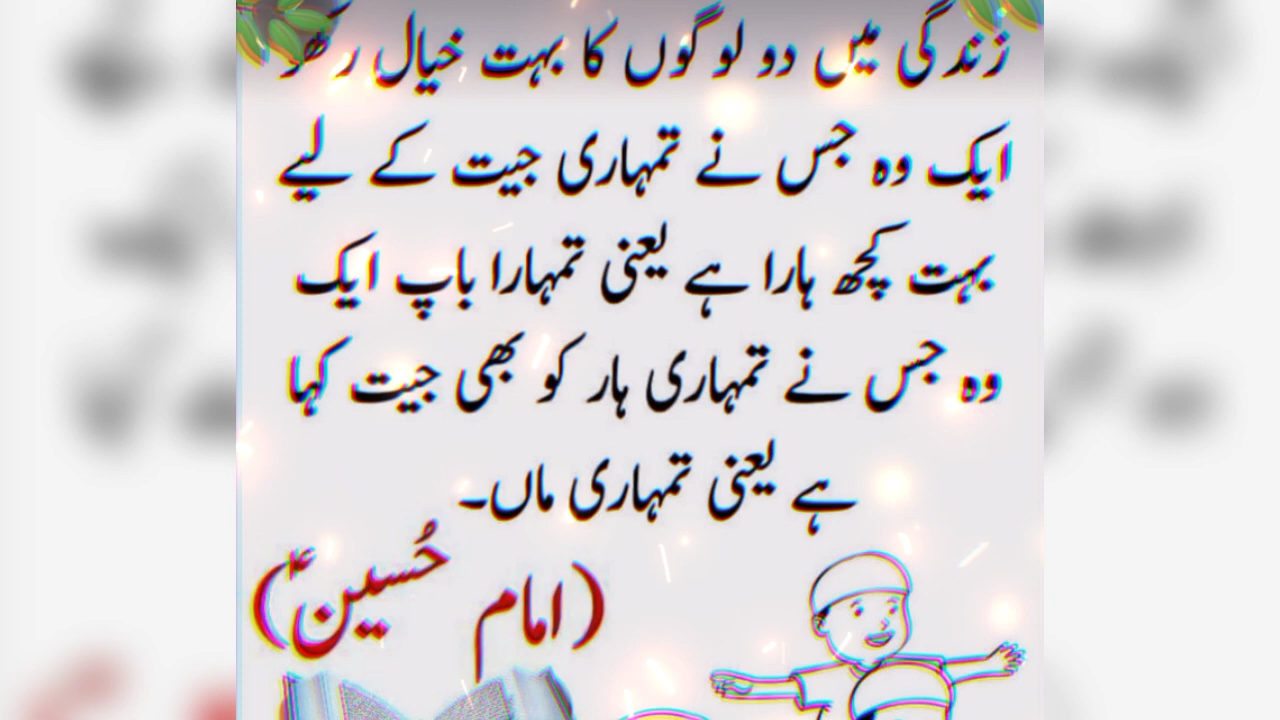 زندگی میں دو لوگوں کا بہت خیال رکھو
ایک وہ جس نے تمہاری جیت کے لیے
بہت کچھ ہارا ہے یعنی تمہارا باپ ایک
وہ جس نے تمہاری ہار کو بھی جیت کہا
ہے یعنی تمہاری ماں۔
(امام حُسینؑ)